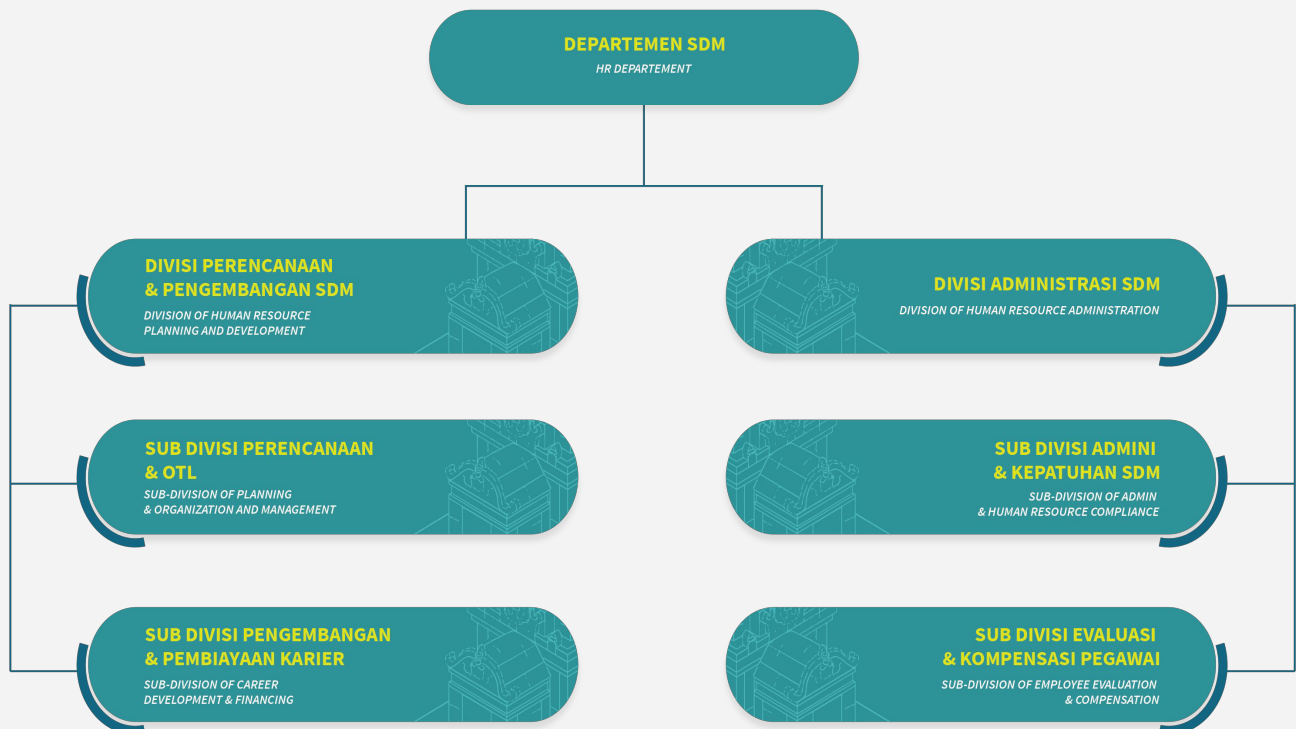 DEPARTEMEN SDM
HR DEPARTEMENT
DIVISI PERENCANAAN
& PENGEMBANGAN SDM
DIVISION OF HUMAN RESOURCE
PLANNING AND DEVELOPMENT
DIVISI ADMINISTRASI SDM
DIVISION OF HUMAN RESOURCE ADMINISTRATION
SUB DIVISI PERENCANAAN
& OTL
SUB-DIVISION OF PLANNING
& ORGANIZATION AND MANAGEMENT
SUB DIVISI ADMINI
& KEPATUHAN SDM
SUB-DIVISION OF ADMIN
& HUMAN RESOURCE COMPLIANCE
SUB DIVISI PENGEMBANGAN
& PEMBIAYAAN KARIER
SUB-DIVISION OF CAREER
DEVELOPMENT & FINANCING
SUB DIVISI EVALUASI
& KOMPENSASI PEGAWAI
SUB-DIVISION OF EMPLOYEE EVALUATION
& COMPENSATION